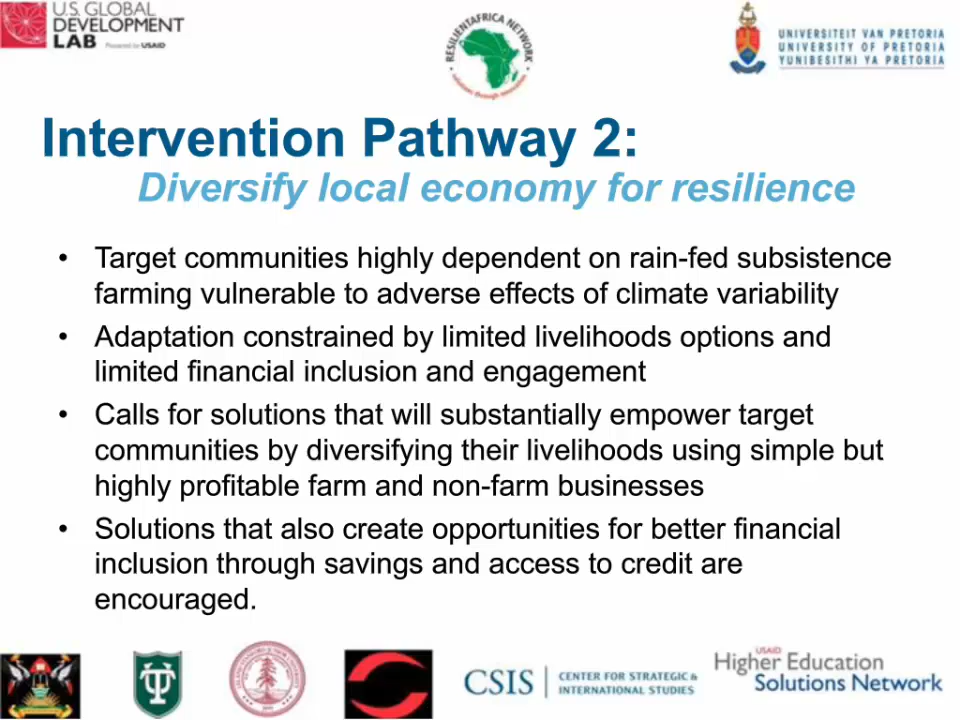 U.S. GLOBAL
DEVELOPMENT
LAB Powered by USAID
RESILIENTAFRICA NETWORK
UNIVERSITEIT VAN PRETORIA
UNIVERSITY OF PRETORIA
YUNIBESITHI YA PRETORIA
Intervention Pathway 2:
Diversify local economy for resilience
• Target communities highly dependent on rain-fed subsistence
farming vulnerable to adverse effects of climate variability
• Adaptation constrained by limited livelihoods options and
limited financial inclusion and engagement
• Calls for solutions that will substantially empower target
communities by diversifying their livelihoods using simple but
highly profitable farm and non-farm businesses
• Solutions that also create opportunities for better financial
inclusion through savings and access to credit are
encouraged.
CSIS
CENTER FOR STRATEGIC &
INTERNATIONAL STUDIES
USAID
Higher Education
Solutions Network